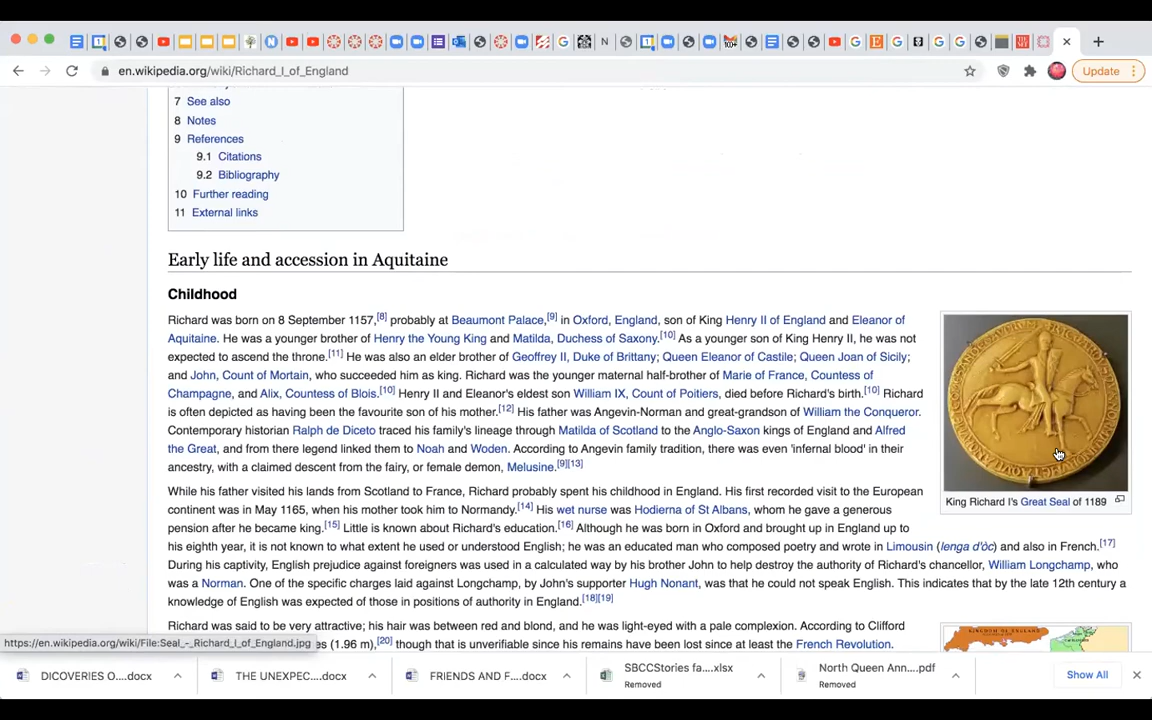 en.wikipedia.org/wiki/Richard_I_of_England
Update
7 See also
8 Notes
9 References
9.1 Citations
9.2 Bibliography
10 Further reading
11 External links
Early life and accession in Aquitaine
Childhood
Richard was born on 8 September 1157,[8] probably at Beaumont Palace,[9] in Oxford, England, son of King Henry II of England and Eleanor of
Aquitaine. He was a younger brother of Henry the Young King and Matilda, Duchess of Saxony.[10] As a younger son of King Henry II, he was not
expected to ascend the throne.[11] He was also an elder brother of Geoffrey II, Duke of Brittany; Queen Eleanor of Castile; Queen Joan of Sicily;
and John, Count of Mortain, who succeeded him as king. Richard was the younger maternal half-brother of Marie of France, Countess of
Champagne, and Alix, Countess of Blois.[10] Henry II and Eleanor's eldest son William IX, Count of Poitiers, died before Richard's birth.[10] Richard
is often depicted as having been the favourite son of his mother.[12] His father was Angevin-Norman and great-grandson of William the Conqueror.
Contemporary historian Ralph de Diceto traced his family's lineage through Matilda of Scotland to the Anglo-Saxon kings of England and Alfred
the Great, and from there legend linked them to Noah and Woden. According to Angevin family tradition, there was even 'infernal blood' in their
ancestry, with a claimed descent from the fairy, or female demon, Melusine.[9][13]
King Richard I's Great Seal of 1189
While his father visited his lands from Scotland to France, Richard probably spent his childhood in England. His first recorded visit to the European
continent was in May 1165, when his mother took him to Normandy.[14] His wet nurse was Hodierna of St Albans, whom he gave a generous
pension after he became king.[15] Little is known about Richard's education.[16] Although he was born in Oxford and brought up in England up to
his eighth year, it is not known to what extent he used or understood English; he was an educated man who composed poetry and wrote in Limousin (lenga d'òc) and also in French.[17]
During his captivity, English prejudice against foreigners was used in a calculated way by his brother John to help destroy the authority of Richard's chancellor, William Longchamp, who
was a Norman. One of the specific charges laid against Longchamp, by John's supporter Hugh Nonant, was that he could not speak English. This indicates that by the late 12th century a
knowledge of English was expected of those in positions of authority in England.[18][19]
Richard was said to be very attractive; his hair was between red and blond, and he was light-eyed with a pale complexion. According to Clifford
es (1.96 m),[20] though that is unverifiable since his remains have been lost since at least the French Revolution.
KINGDOM OF ENGLAND
https://en.wikipedia.org/wiki/File:Seal_-_Richard_I_of_England.jpg
DICOVERIES O....docx
THE UNEXPEC....docx
FRIENDS AND F....docx
SBCCStories fa....xlsx
Removed
North Queen Ann....pdf
Removed
Show All